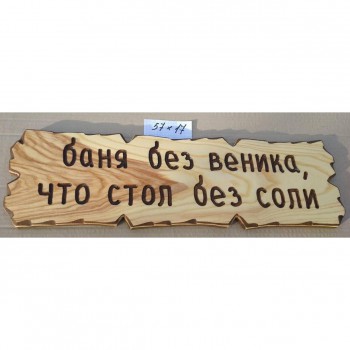 57 х 17
баня без веника,
что стол без соли